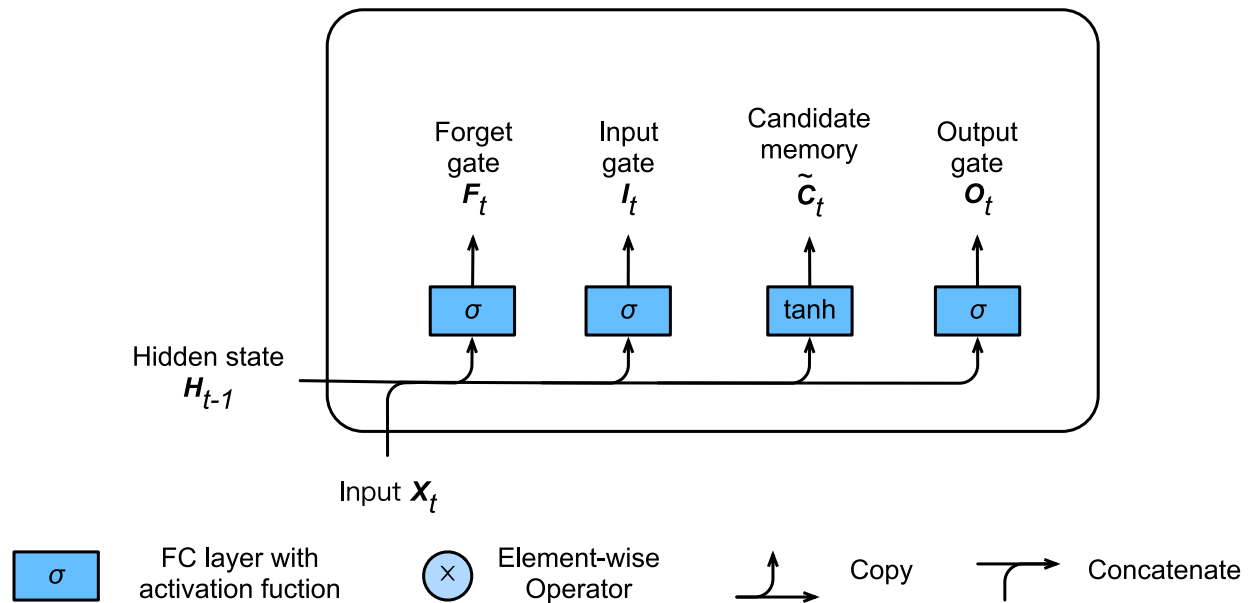 Forget
gate
F_t
Input
gate
I_t
Candidate
memory
C̃_t
Output
gate
O_t
σ
σ
tanh
σ
Hidden state
H_{t-1}
Input X_t
σ
FC layer with
activation fuction
×
Element-wise
Operator
Copy
Concatenate